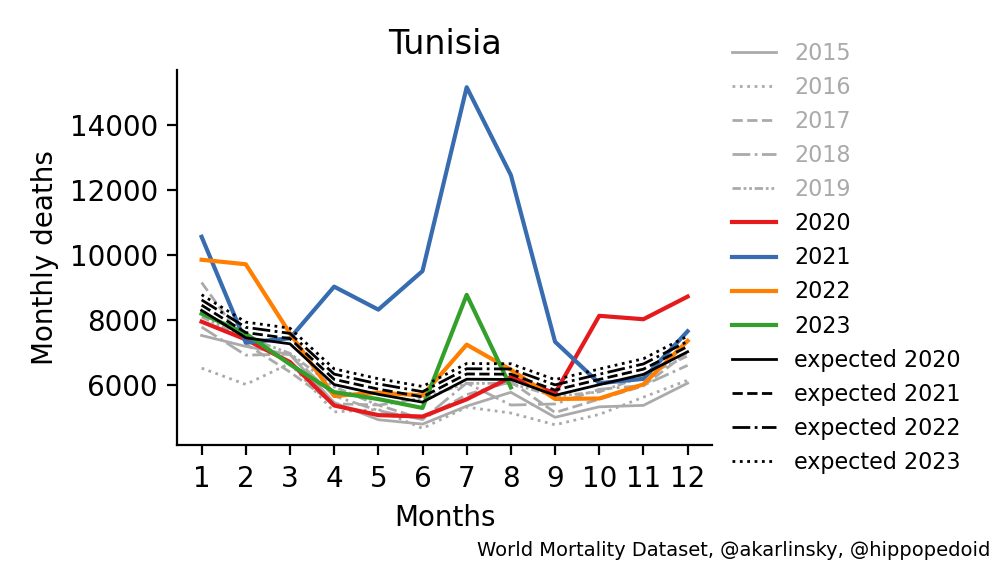 Tunisia
Monthly deaths
14000
12000
10000
8000
6000
1 2 3 4 5 6 7 8 9 10 11 12
Months
2015
2016
2017
2018
2019
2020
2021
2022
2023
expected 2020
expected 2021
expected 2022
expected 2023
World Mortality Dataset, @akarlinsky, @hippopedoid